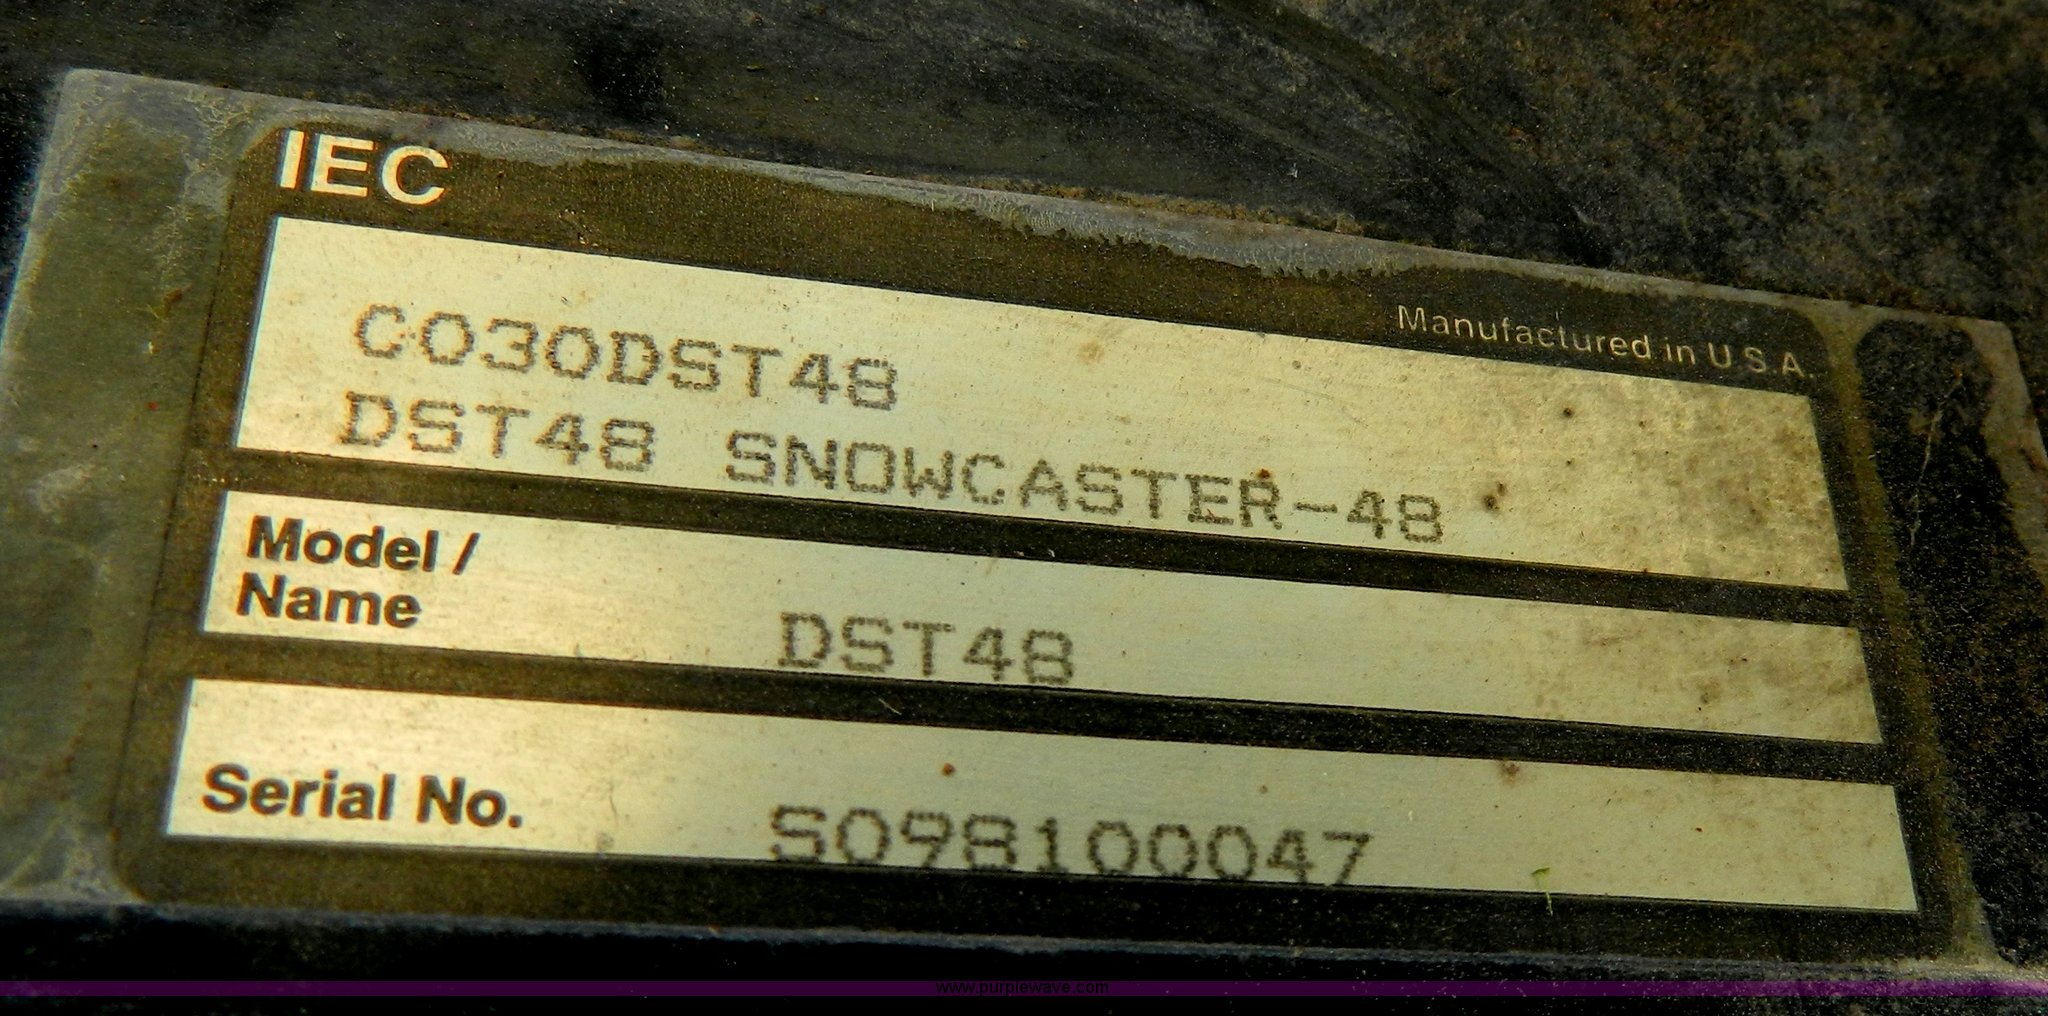 IEC
Manufactured in U.S.A.
C030DST48
DST48 SNOWCASTER-48
Model /
Name
DST48
Serial No.
S098100047
www.purplewave.com